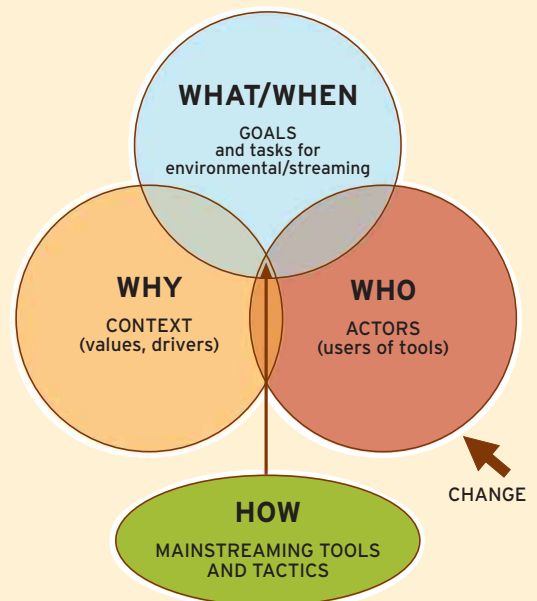 WHAT/WHEN
GOALS
and tasks for
environmental/streaming
WHY
CONTEXT
(values, drivers)
WHO
ACTORS
(users of tools)
CHANGE
HOW
MAINSTREAMING TOOLS
AND TACTICS